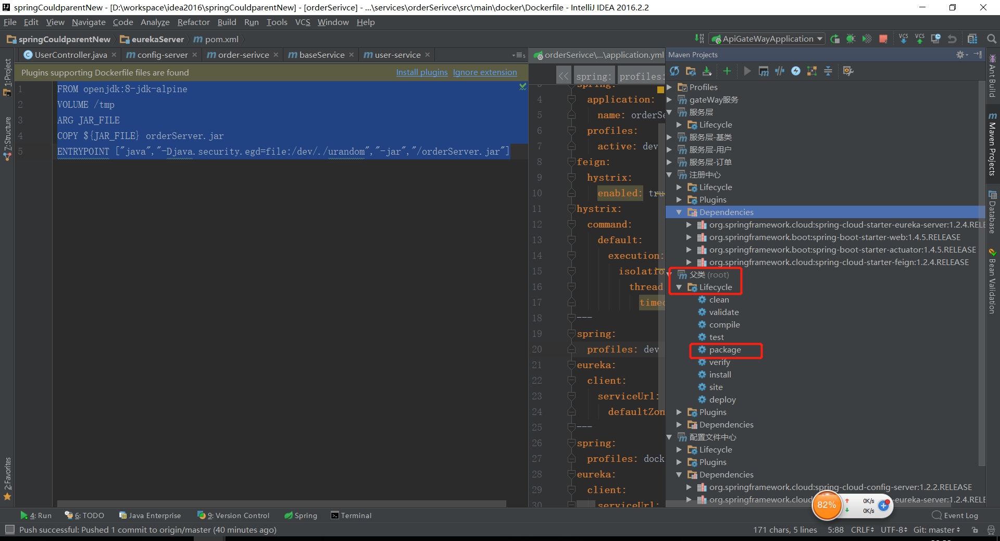 springCouldparentNew - [D:\workspace\idea2016\springCouldparentNew] - [orderSerivce] - ...\services\orderSerivce\src\main\docker\Dockerfile - IntelliJ IDEA 2016.2.2
File Edit View Navigate Code Analyze Refactor Build Run Tools VCS Window Help
springCouldparentNew eurekaServer pom.xml
ApiGateWayApplication
VCS VCS
UserController.java config-server order-serivce baseService user-service
orderSerivce\...\application.yml
Maven Projects
Plugins supporting Dockerfile files are found Install plugins Ignore extension
1 FROM openjdk:8-jdk-alpine
2 VOLUME /tmp
3 ARG JAR_FILE
4 COPY ${JAR_FILE} orderServer.jar
5 ENTRYPOINT ["java","-Djava.security.egd=file:/dev/./urandom","-jar","/orderServer.jar"]
<< spring: profiles:
spring:
4 application:
5 name: orderSe
6 profiles:
7 active: dev
8 feign:
9 hystrix:
10 enabled: true
11 hystrix:
12 command:
13 default:
14 execution:
15 isolatio
16 thread
17 timeo
18 ---
19 spring:
20 profiles: dev
21 eureka:
22 client:
23 serviceUrl:
24 defaultZon
25 ---
26 spring:
27 profiles: dock
28 eureka:
29 client:
30 serviceUrl:
Profiles
gateWay服务
服务层
Lifecycle
服务层-基类
服务层-用户
服务层-订单
注册中心
Lifecycle
Plugins
Dependencies
org.springframework.cloud:spring-cloud-starter-eureka-server:1.2.4.RELE
org.springframework.boot:spring-boot-starter-web:1.4.5.RELEASE
org.springframework.boot:spring-boot-starter-actuator:1.4.5.RELEASE
org.springframework.cloud:spring-cloud-starter-feign:1.2.4.RELEASE
父类 (root)
Lifecycle
clean
validate
compile
test
package
verify
install
site
deploy
Plugins
Dependencies
配置文件中心
Lifecycle
Plugins
Dependencies
org.springframework.cloud:spring-cloud-config-server:1.2.2.RELEASE
org.springframework.cloud
-eureka-server:1.2.4.RELE
82%
0K/s
0K/s
1:Project
7:Structure
2:Favorites
Ant Build
Maven Projects
Database
Bean Validation
4: Run 6: TODO Java Enterprise 9: Version Control Spring Terminal Event Log
Push successful: Pushed 1 commit to origin/master (40 minutes ago) 171 chars, 5 lines 5:88 CRLF UTF-8 Git: master